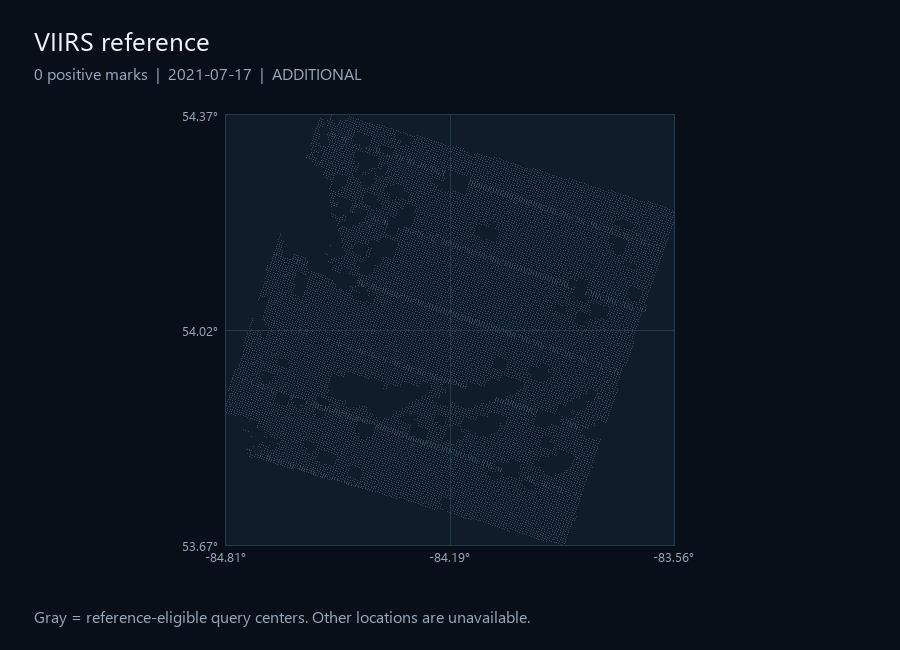 VIIRS reference
0 positive marks | 2021-07-17 | ADDITIONAL
54.37°
54.02°
53.67°
-84.81°
-84.19°
-83.56°
Gray = reference-eligible query centers. Other locations are unavailable.